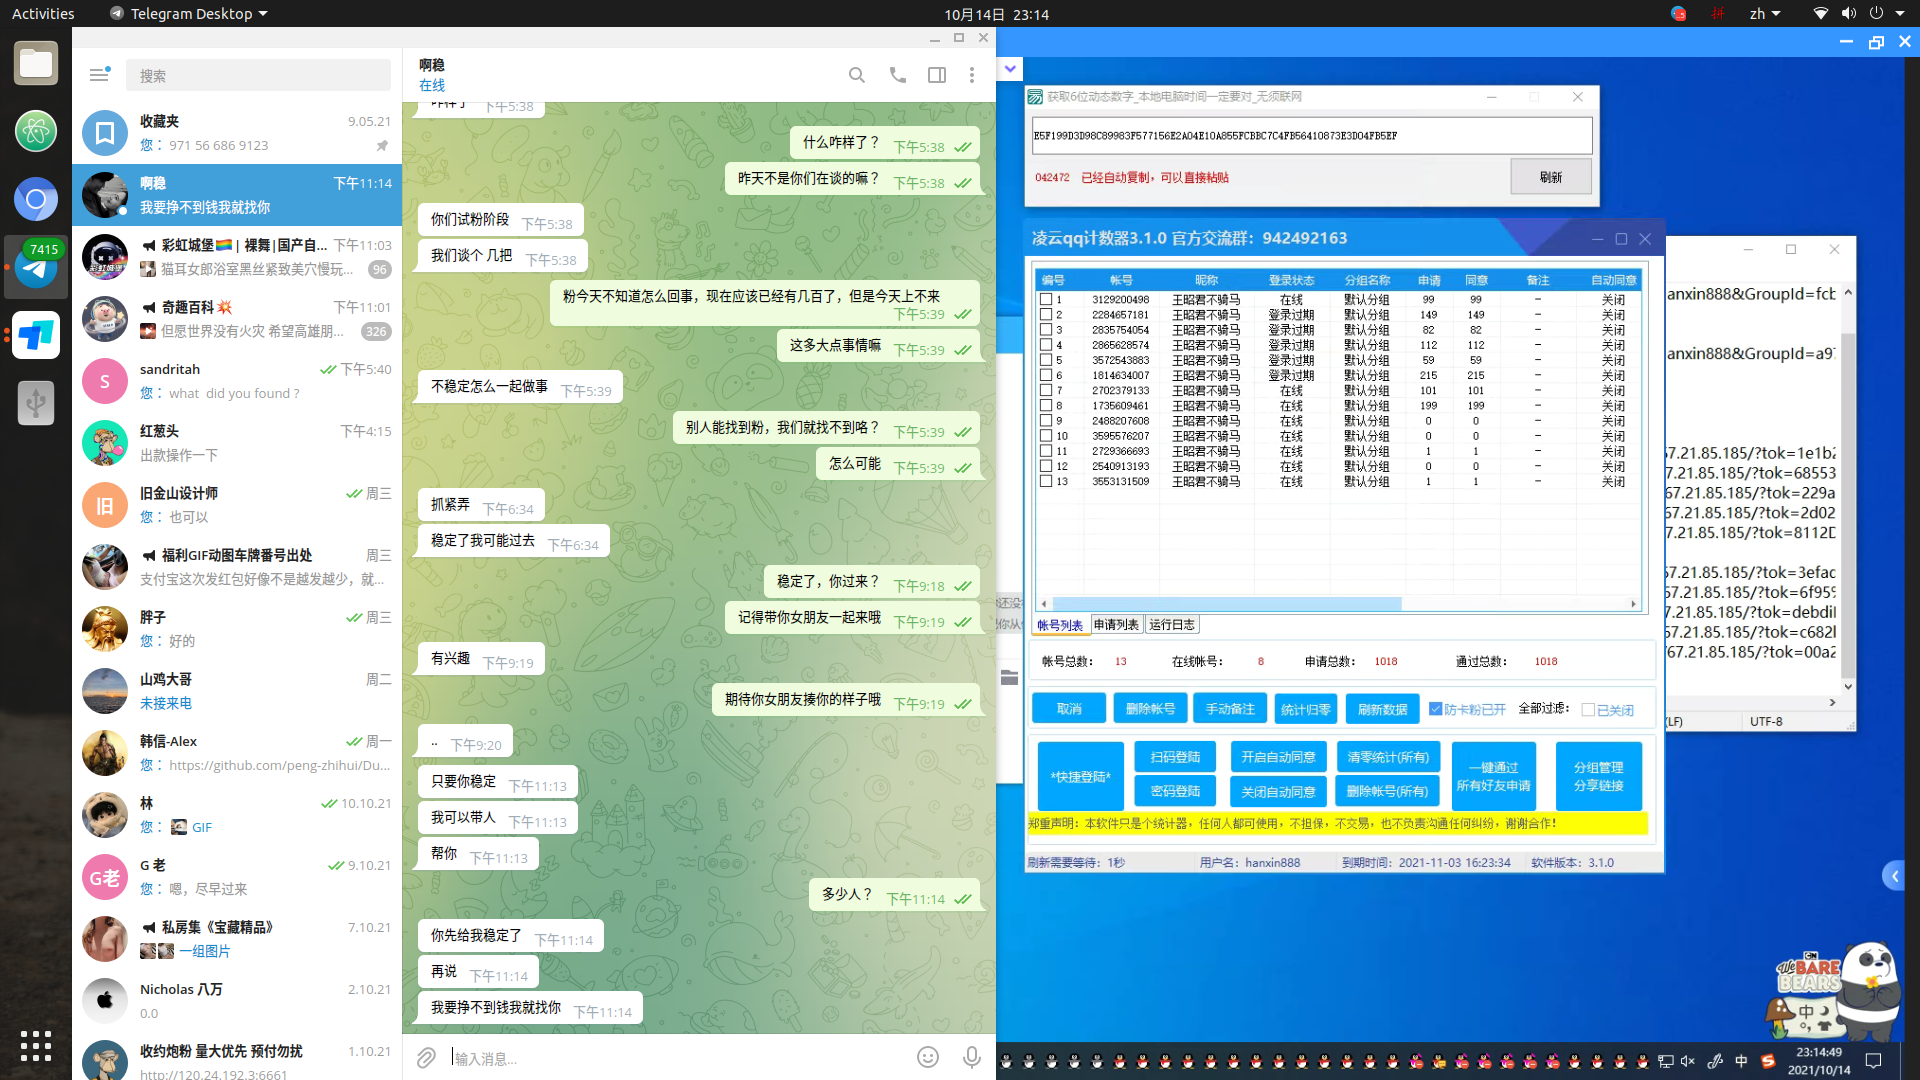 Activities
Telegram Desktop
10月14日 23:14
zh
搜索
收藏夹 9.05.21
您： 971 56 686 9123
啊稳 下午11:14
我要挣不到钱我就找你
彩虹城堡🏳️‍🌈 | 裸舞|国产自... 下午11:03
猫耳女郎浴室黑丝紧致美穴慢玩... 96
奇趣百科💥 下午11:01
但愿世界没有火灾 希望高雄朋... 326
7415
sandritah 下午5:40
您： what did you found ?
红葱头 下午4:15
出款操作一下
旧金山设计师 周三
您： 也可以
福利GIF动图车牌番号出处 周三
支付宝这次发红包好像不是越发越少，就...
胖子 周三
您： 好的
山鸡大哥 周二
未接来电
韩信-Alex 周一
您： https://github.com/peng-zhihui/Du...
林 10.10.21
您： GIF
G 老 9.10.21
您： 嗯，尽早过来
私房集《宝藏精品》 7.10.21
一组图片
Nicholas 八万 2.10.21
0.0
收约炮粉 量大优先 预付勿扰 1.10.21
http://120.24.192.3:6661
S
旧
G老
啊稳
在线
下午5:38
什么咋样了？ 下午5:38
昨天不是你们在谈的嘛？ 下午5:38
你们试粉阶段 下午5:38
我们谈个 几把 下午5:38
粉今天不知道怎么回事，现在应该已经有几百了，但是今天上不来
下午5:39
这多大点事情嘛 下午5:39
不稳定怎么一起做事 下午5:39
别人能找到粉，我们就找不到咯？ 下午5:39
怎么可能 下午5:39
抓紧弄 下午6:34
稳定了我可能过去 下午6:34
稳定了，你过来？ 下午9:18
记得带你女朋友一起来哦 下午9:19
有兴趣 下午9:19
期待你女朋友揍你的样子哦 下午9:19
.. 下午9:20
只要你稳定 下午11:13
我可以带人 下午11:13
帮你 下午11:13
多少人？ 下午11:14
你先给我稳定了 下午11:14
再说 下午11:14
我要挣不到钱我就找你 下午11:14
输入消息...
获取6位动态数字_本地电脑时间一定要对_无须联网
E5F199D3D98C89983F577156E2A04E10A855FCBBC7C4FB56410873E3D04FB5EF
042472 已经自动复制，可以直接粘贴
刷新
凌云qq计数器3.1.0 官方交流群：942492163
编号 帐号 昵称 登录状态 分组名称 申请 同意 备注 自动同意
1 3129200498 王昭君不骑马 在线 默认分组 99 99 - 关闭
2 2284657181 王昭君不骑马 登录过期 默认分组 149 149 - 关闭
3 2835754054 王昭君不骑马 登录过期 默认分组 82 82 - 关闭
4 2865628574 王昭君不骑马 登录过期 默认分组 112 112 - 关闭
5 3572543883 王昭君不骑马 登录过期 默认分组 59 59 - 关闭
6 1814634007 王昭君不骑马 登录过期 默认分组 215 215 - 关闭
7 2702379133 王昭君不骑马 在线 默认分组 101 101 - 关闭
8 1735609461 王昭君不骑马 在线 默认分组 199 199 - 关闭
9 2488207608 王昭君不骑马 在线 默认分组 0 0 - 关闭
10 3595576207 王昭君不骑马 在线 默认分组 0 0 - 关闭
11 2729366693 王昭君不骑马 在线 默认分组 1 1 - 关闭
12 2540913193 王昭君不骑马 在线 默认分组 0 0 - 关闭
13 3553131509 王昭君不骑马 在线 默认分组 1 1 - 关闭
帐号列表 申请列表 运行日志
帐号总数： 13 在线帐号： 8 申请总数： 1018 通过总数： 1018
取消 删除帐号 手动备注 统计归零 刷新数据 防卡粉已开 全部过滤： 已关闭
*快捷登陆* 扫码登陆 开启自动同意 清零统计(所有) 一键通过 分组管理
密码登陆 关闭自动同意 删除帐号(所有) 所有好友申请 分享链接
郑重声明：本软件只是个统计器，任何人都可使用，不担保，不交易，也不负责沟通任何纠纷，谢谢合作！
刷新需要等待：1秒 用户名：hanxin888 到期时间：2021-11-03 16:23:34 软件版本：3.1.0
anxin888&GroupId=fcb
anxin888&GroupId=a9
67.21.85.185/?tok=1e1b2
67.21.85.185/?tok=68553
67.21.85.185/?tok=229a
67.21.85.185/?tok=2d02
67.21.85.185/?tok=8112D
67.21.85.185/?tok=3efac
67.21.85.185/?tok=6f959
67.21.85.185/?tok=debdil
67.21.85.185/?tok=c682l
67.21.85.185/?tok=00a2
(LF) UTF-8
CN
We BARE BEARS
中
中
23:14:49
2021/10/14